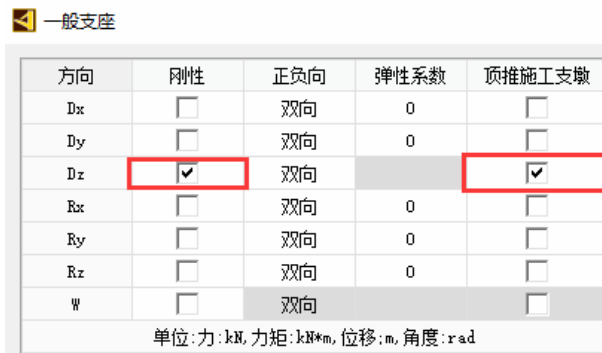 一般支座
方向 刚性 正负向 弹性系数 顶推施工支墩
Dx 双向 0
Dy 双向 0
Dz 双向
Rx 双向 0
Ry 双向 0
Rz 双向 0
W 双向
单位:力:kN,力矩:kN*m,位移:m,角度:rad